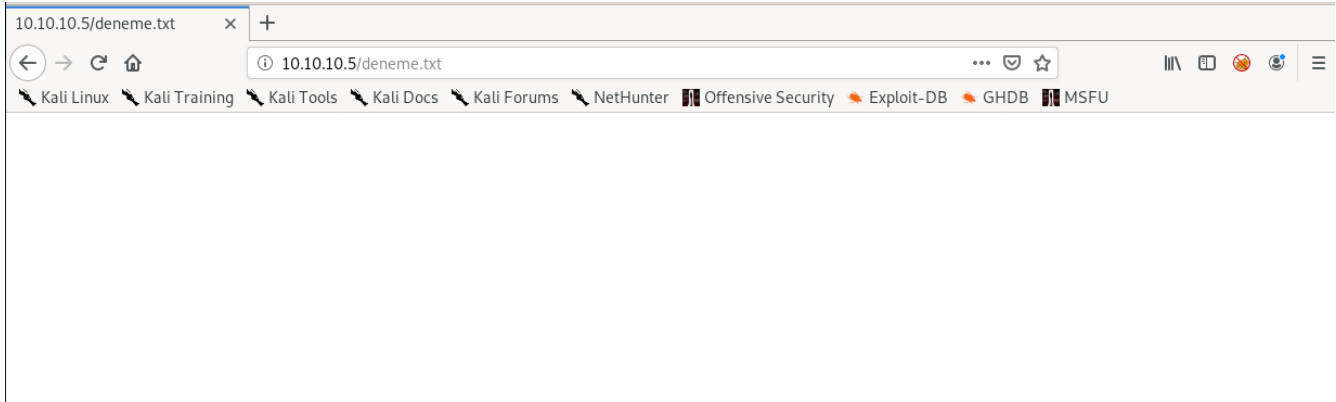 10.10.10.5/deneme.txt
10.10.10.5/deneme.txt
Kali Linux Kali Training Kali Tools Kali Docs Kali Forums NetHunter Offensive Security Exploit-DB GHDB MSFU